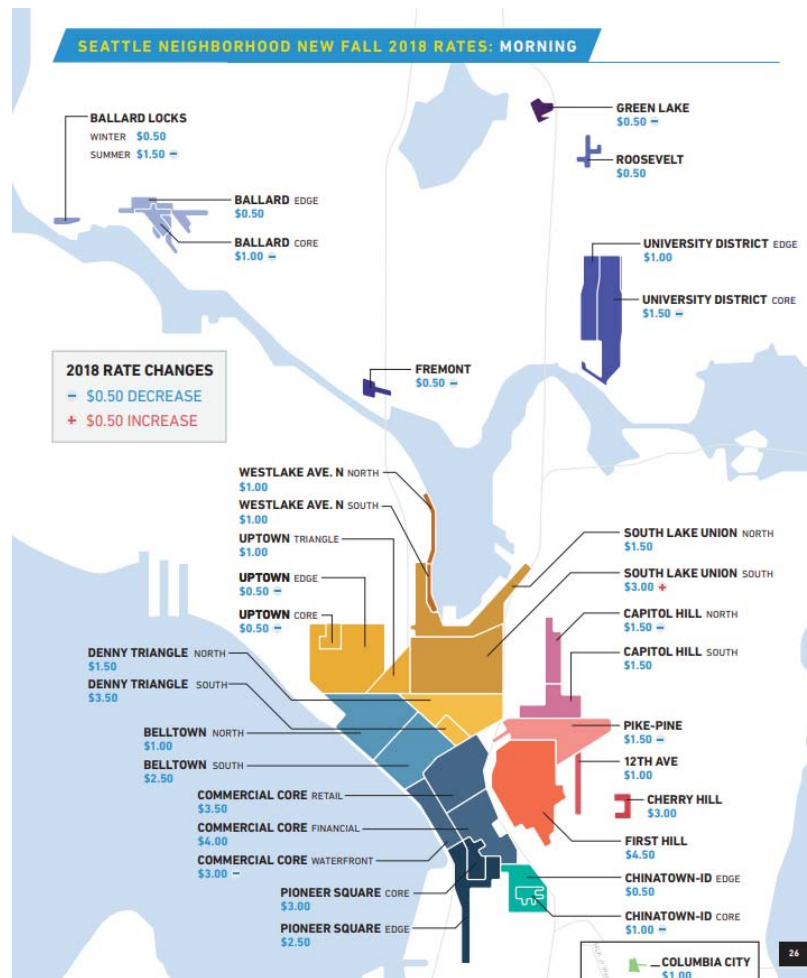 SEATTLE NEIGHBORHOOD NEW FALL 2018 RATES: MORNING
BALLARD LOCKS
WINTER $0.50
SUMMER $1.50 −
GREEN LAKE
$0.50 −
ROOSEVELT
$0.50
BALLARD EDGE
$0.50
BALLARD CORE
$1.00 −
UNIVERSITY DISTRICT EDGE
$1.00
UNIVERSITY DISTRICT CORE
$1.50 −
2018 RATE CHANGES
− $0.50 DECREASE
+ $0.50 INCREASE
FREMONT
$0.50 −
WESTLAKE AVE. N NORTH
$1.00
WESTLAKE AVE. N SOUTH
$1.00
UPTOWN TRIANGLE
$1.00
UPTOWN EDGE
$0.50 −
UPTOWN CORE
$0.50 −
DENNY TRIANGLE NORTH
$1.50
DENNY TRIANGLE SOUTH
$3.50
BELLTOWN NORTH
$1.00
BELLTOWN SOUTH
$2.50
COMMERCIAL CORE RETAIL
$3.50
COMMERCIAL CORE FINANCIAL
$4.00
COMMERCIAL CORE WATERFRONT
$3.00 −
PIONEER SQUARE CORE
$3.00
PIONEER SQUARE EDGE
$2.50
SOUTH LAKE UNION NORTH
$1.50
SOUTH LAKE UNION SOUTH
$3.00 +
CAPITOL HILL NORTH
$1.50 −
CAPITOL HILL SOUTH
$1.50
PIKE-PINE
$1.50 −
12TH AVE
$1.00
CHERRY HILL
$3.00
FIRST HILL
$4.50
CHINATOWN-ID EDGE
$0.50
CHINATOWN-ID CORE
$1.00 −
COLUMBIA CITY
$1.00
26